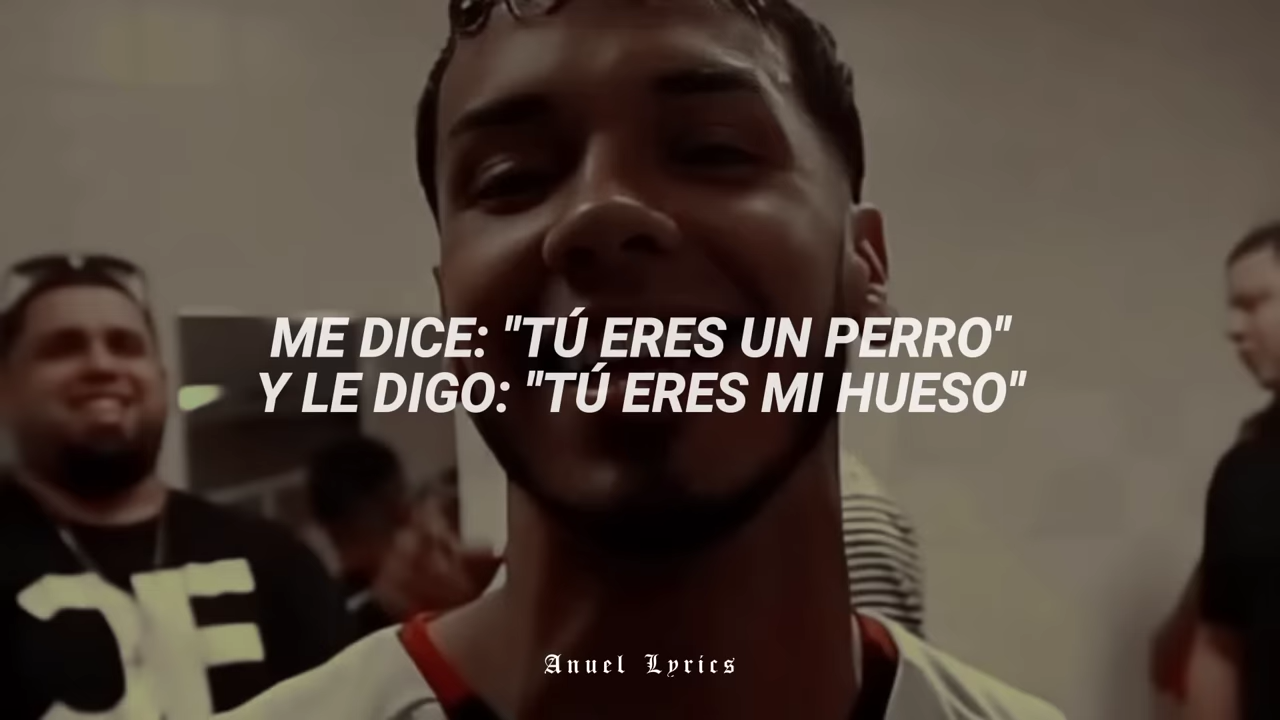 ME DICE: "TÚ ERES UN PERRO"
Y LE DIGO: "TÚ ERES MI HUESO"
Anuel Lyrics